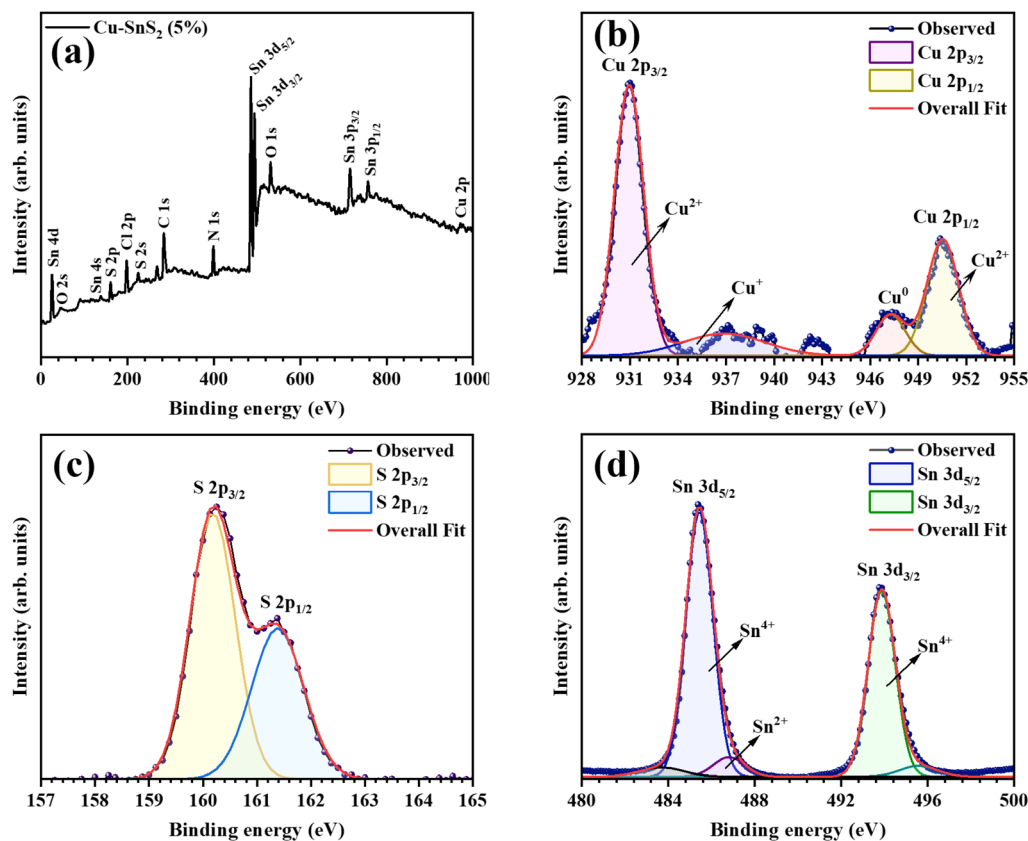 (a)
Cu-SnS₂ (5%)
Sn 4d
O 2s
Sn 4s
S 2p
Cl 2p
S 2s
C 1s
N 1s
Sn 3d₅/₂
Sn 3d₃/₂
O 1s
Sn 3p₃/₂
Sn 3p₁/₂
Cu 2p
Intensity (arb. units)
0 200 400 600 800 1000
Binding energy (eV)
(b)
Observed
Cu 2p₃/₂
Cu 2p₁/₂
Overall Fit
Cu 2p₃/₂
Cu²⁺
Cu⁺
Cu⁰
Cu 2p₁/₂
Cu²⁺
Intensity (arb. units)
928 931 934 937 940 943 946 949 952 955
Binding energy (eV)
(c)
Observed
S 2p₃/₂
S 2p₁/₂
Overall Fit
S 2p₃/₂
S 2p₁/₂
Intensity (arb. units)
157 158 159 160 161 162 163 164 165
Binding energy (eV)
(d)
Observed
Sn 3d₅/₂
Sn 3d₃/₂
Overall Fit
Sn 3d₅/₂
Sn⁴⁺
Sn²⁺
Sn 3d₃/₂
Sn⁴⁺
Intensity (arb. units)
480 484 488 492 496 500
Binding energy (eV)